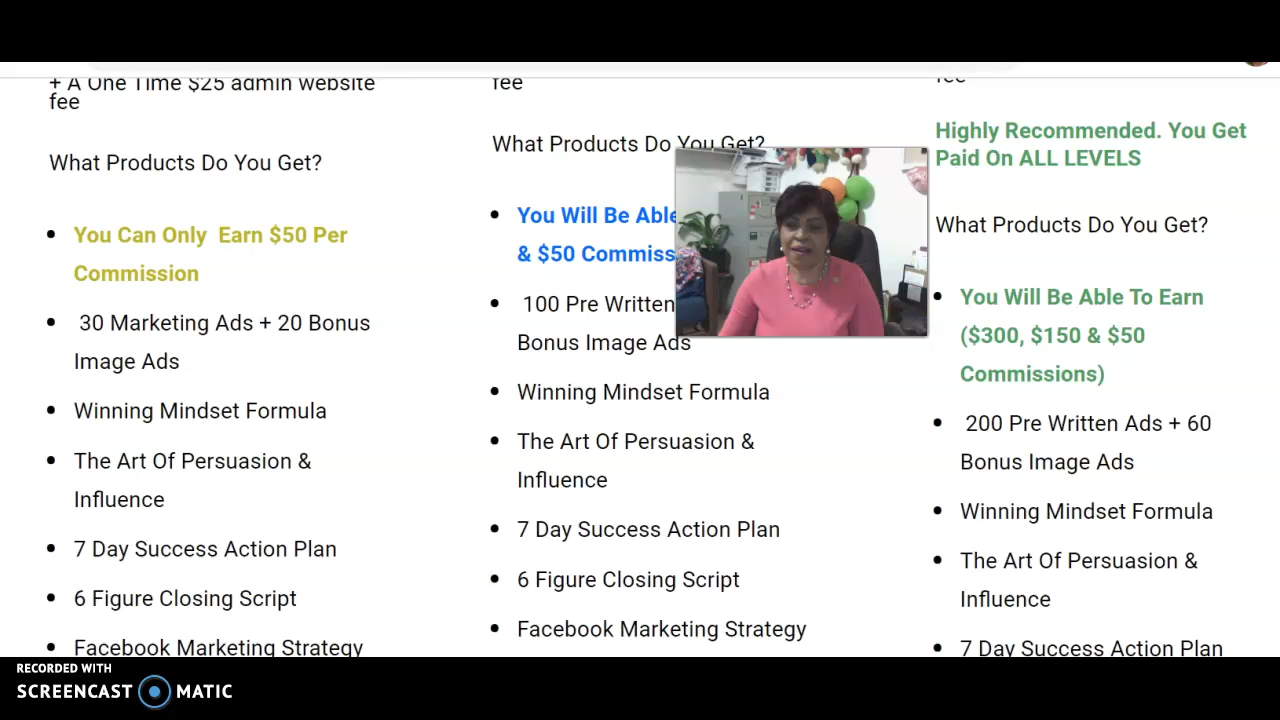 + A One Time $25 admin website
fee
What Products Do You Get?
You Can Only Earn $50 Per
Commission
30 Marketing Ads + 20 Bonus
Image Ads
Winning Mindset Formula
The Art Of Persuasion &
Influence
7 Day Success Action Plan
6 Figure Closing Script
Facebook Marketing Strategy
fee
What Products Do You Get?
You Will Be Able
& $50 Commiss
100 Pre Written
Bonus Image Ads
Winning Mindset Formula
The Art Of Persuasion &
Influence
7 Day Success Action Plan
6 Figure Closing Script
Facebook Marketing Strategy
fee
Highly Recommended. You Get
Paid On ALL LEVELS
What Products Do You Get?
You Will Be Able To Earn
($300, $150 & $50
Commissions)
200 Pre Written Ads + 60
Bonus Image Ads
Winning Mindset Formula
The Art Of Persuasion &
Influence
7 Day Success Action Plan
RECORDED WITH
SCREENCAST MATIC